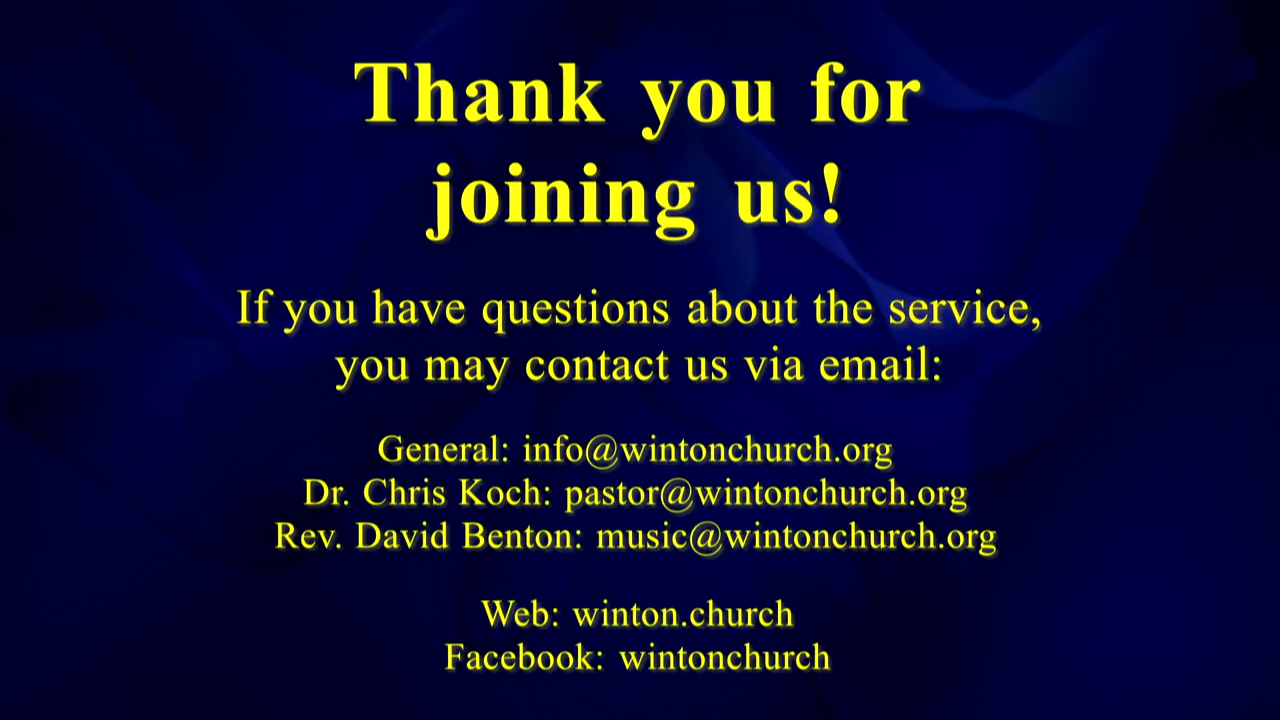 Thank you for
joining us!
If you have questions about the service,
you may contact us via email:
General: info@wintonchurch.org
Dr. Chris Koch: pastor@wintonchurch.org
Rev. David Benton: music@wintonchurch.org
Web: winton.church
Facebook: wintonchurch